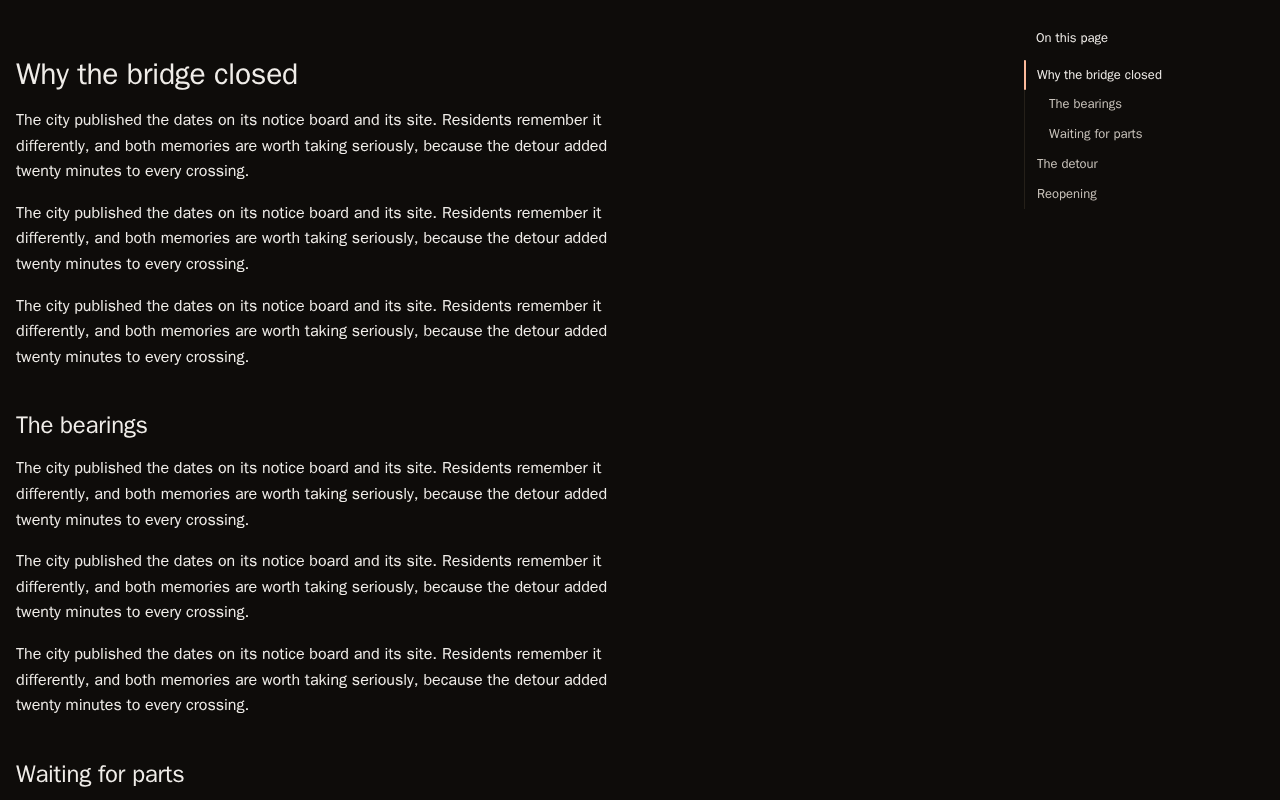 Why the bridge closed
The city published the dates on its notice board and its site. Residents remember it
differently, and both memories are worth taking seriously, because the detour added
twenty minutes to every crossing.
The city published the dates on its notice board and its site. Residents remember it
differently, and both memories are worth taking seriously, because the detour added
twenty minutes to every crossing.
The city published the dates on its notice board and its site. Residents remember it
differently, and both memories are worth taking seriously, because the detour added
twenty minutes to every crossing.
The bearings
The city published the dates on its notice board and its site. Residents remember it
differently, and both memories are worth taking seriously, because the detour added
twenty minutes to every crossing.
The city published the dates on its notice board and its site. Residents remember it
differently, and both memories are worth taking seriously, because the detour added
twenty minutes to every crossing.
The city published the dates on its notice board and its site. Residents remember it
differently, and both memories are worth taking seriously, because the detour added
twenty minutes to every crossing.
Waiting for parts
On this page
Why the bridge closed
The bearings
Waiting for parts
The detour
Reopening